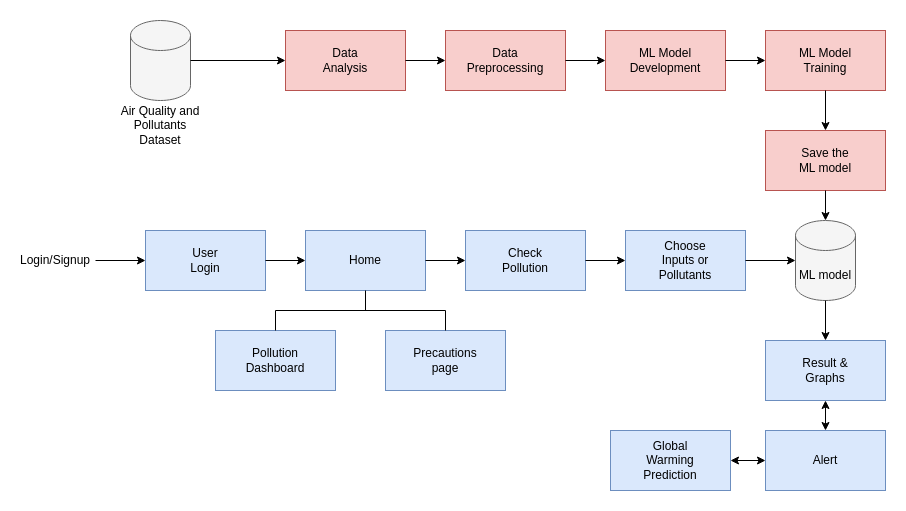 Data
Analysis
Data
Preprocessing
ML Model
Development
ML Model
Training
Air Quality and
Pollutants
Dataset
Save the
ML model
Login/Signup
User
Login
Home
Check
Pollution
Choose
Inputs or
Pollutants
ML model
Pollution
Dashboard
Precautions
page
Result &
Graphs
Global
Warming
Prediction
Alert